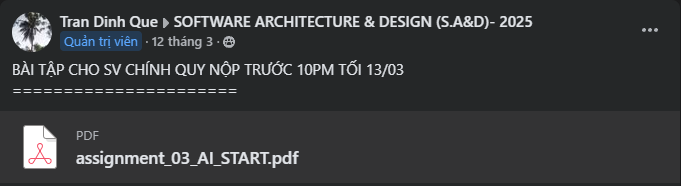 Tran Dinh Que ▸ SOFTWARE ARCHITECTURE & DESIGN (S.A&D)- 2025
Quản trị viên · 12 tháng 3 ·
BÀI TẬP CHO SV CHÍNH QUY NỘP TRƯỚC 10PM TỐI 13/03
======================
PDF
assignment_03_AI_START.pdf